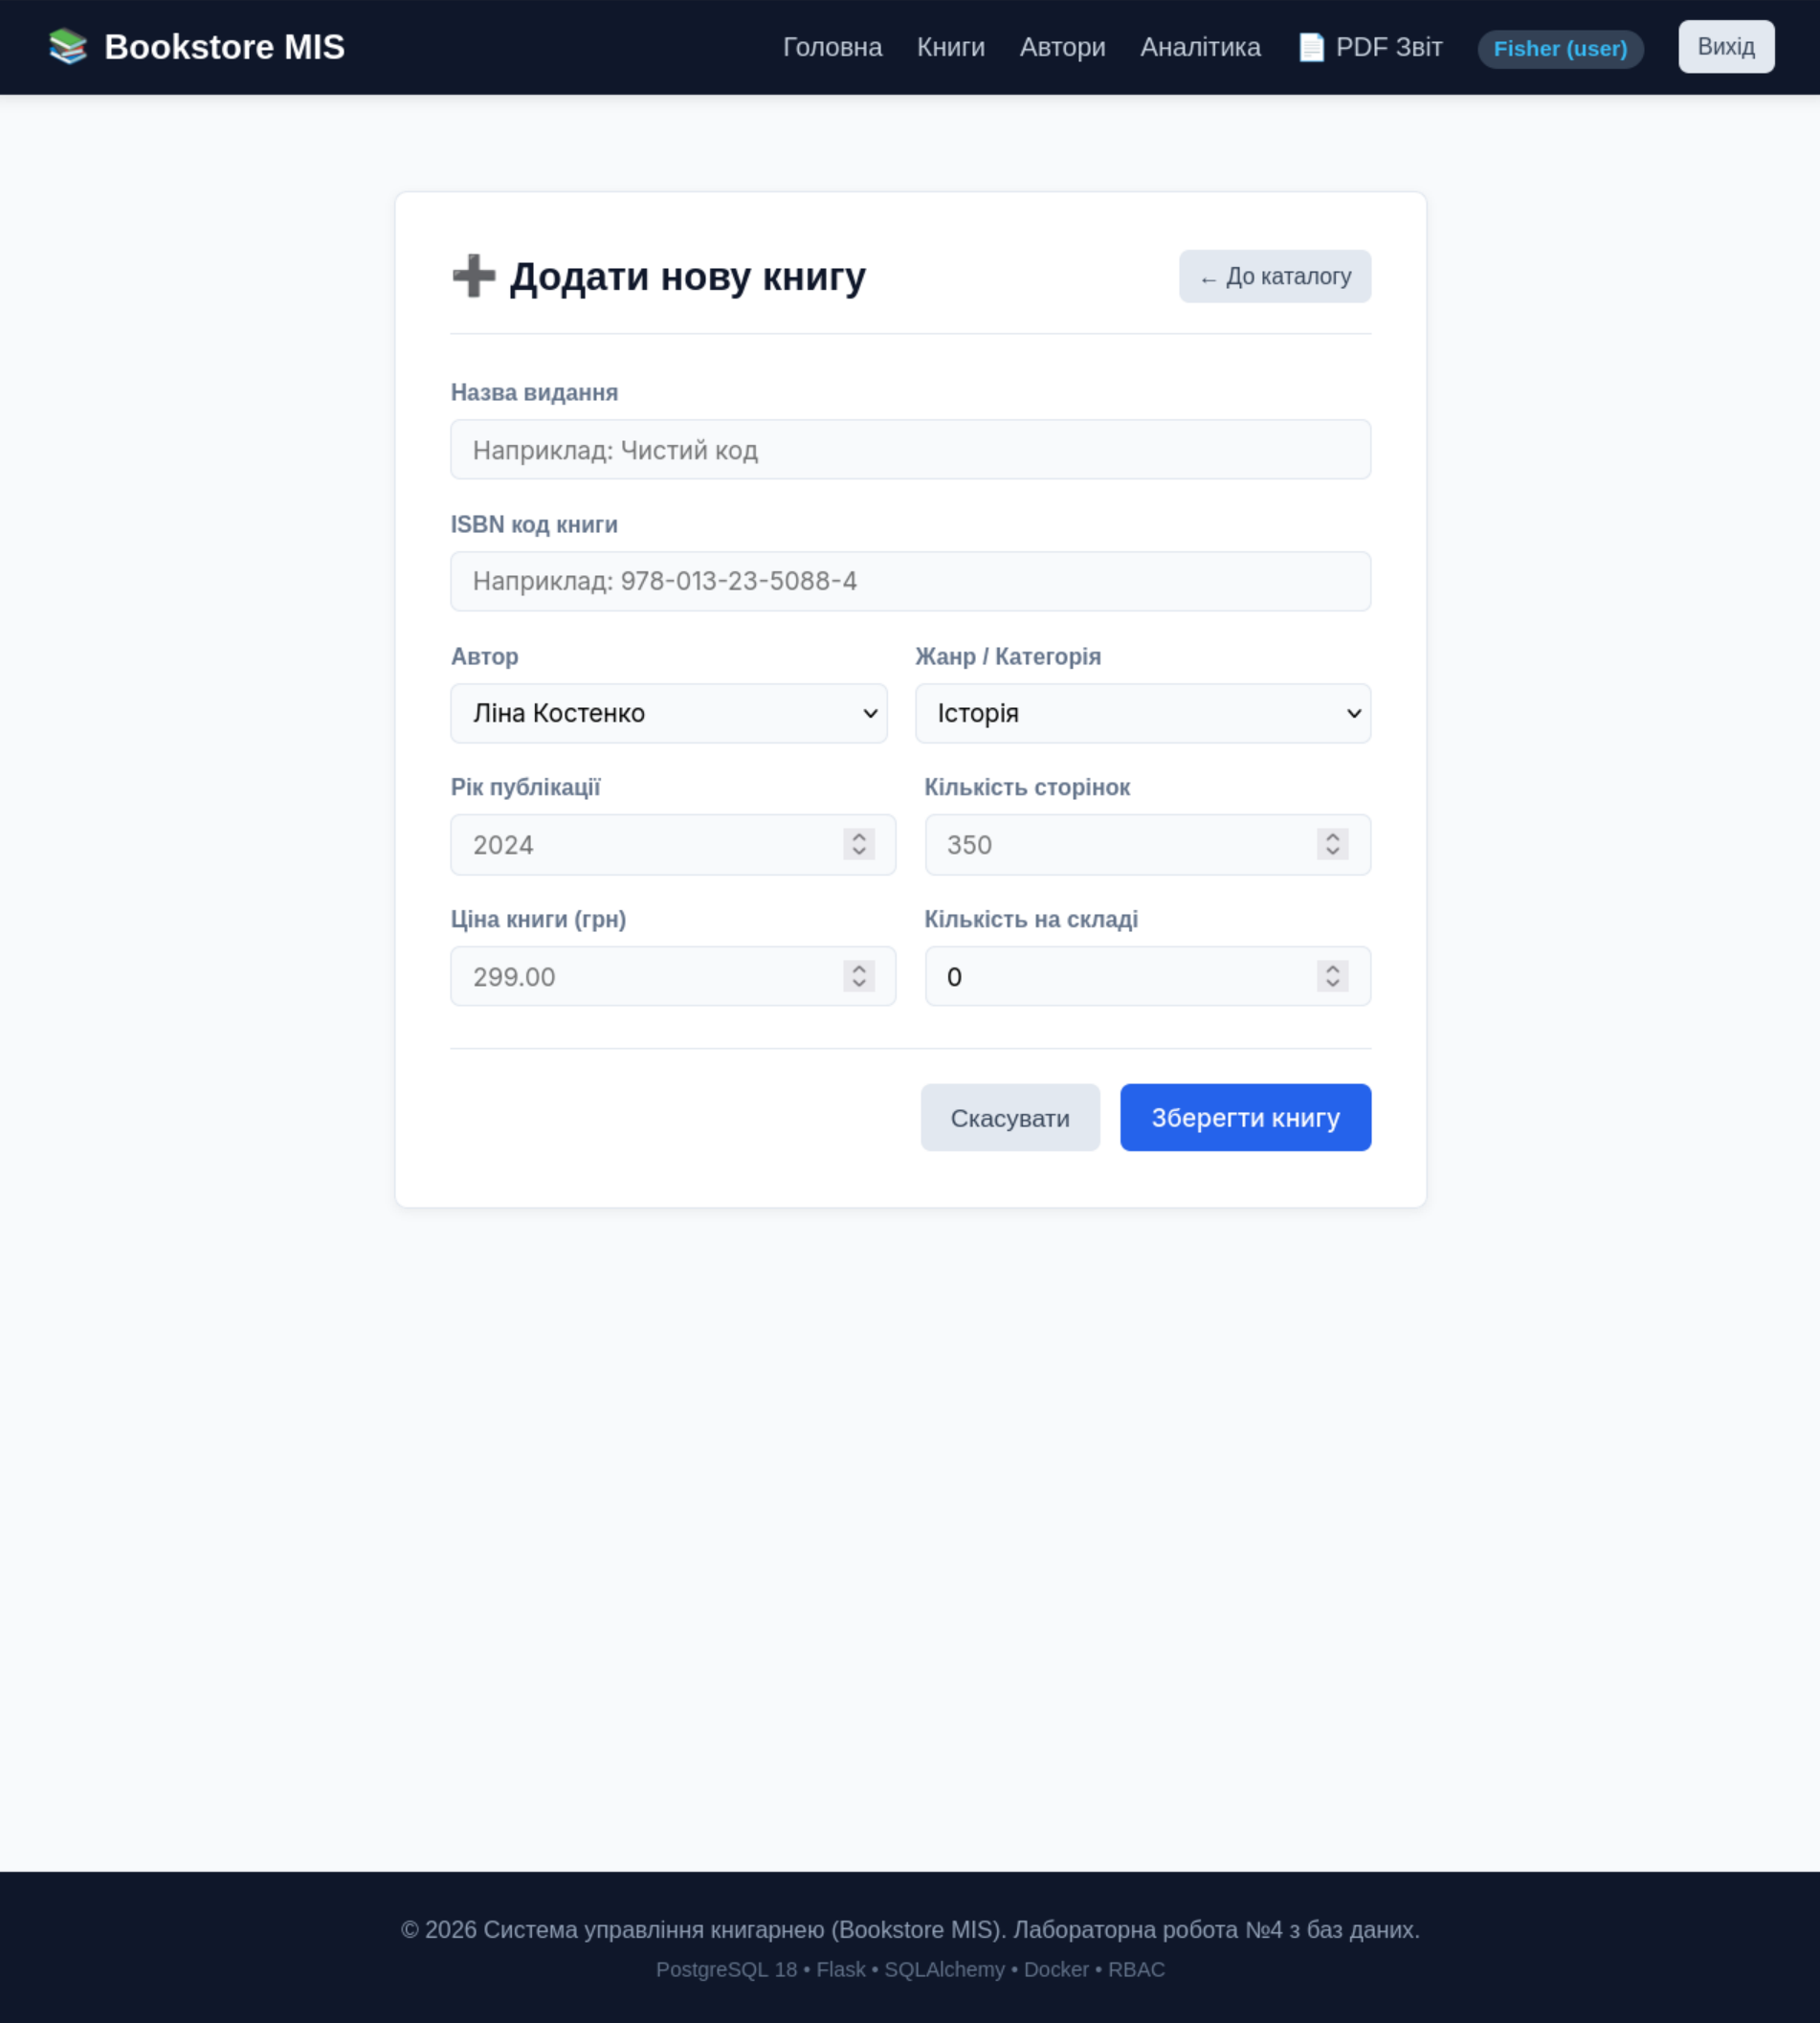 📚 Bookstore MIS Головна Книги Автори Аналітика 📄 PDF Звіт Fisher (user) Вихід
➕ Додати нову книгу ← До каталогу
Назва видання
Наприклад: Чистий код
ISBN код книги
Наприклад: 978-013-23-5088-4
Автор Жанр / Категорія
Ліна Костенко Історія
Рік публікації Кількість сторінок
2024 350
Ціна книги (грн) Кількість на складі
299.00 0
Скасувати Зберегти книгу
© 2026 Система управління книгарнею (Bookstore MIS). Лабораторна робота №4 з баз даних.
PostgreSQL 18 • Flask • SQLAlchemy • Docker • RBAC